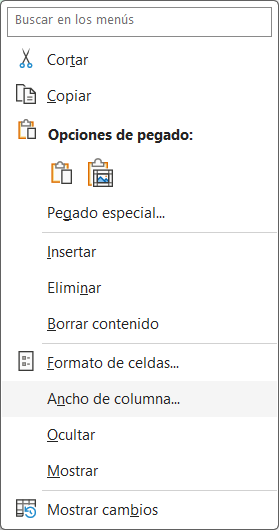 Buscar en los menús
Cortar
Copiar
Opciones de pegado:
Pegado especial...
Insertar
Eliminar
Borrar contenido
Formato de celdas...
Ancho de columna...
Ocultar
Mostrar
Mostrar cambios